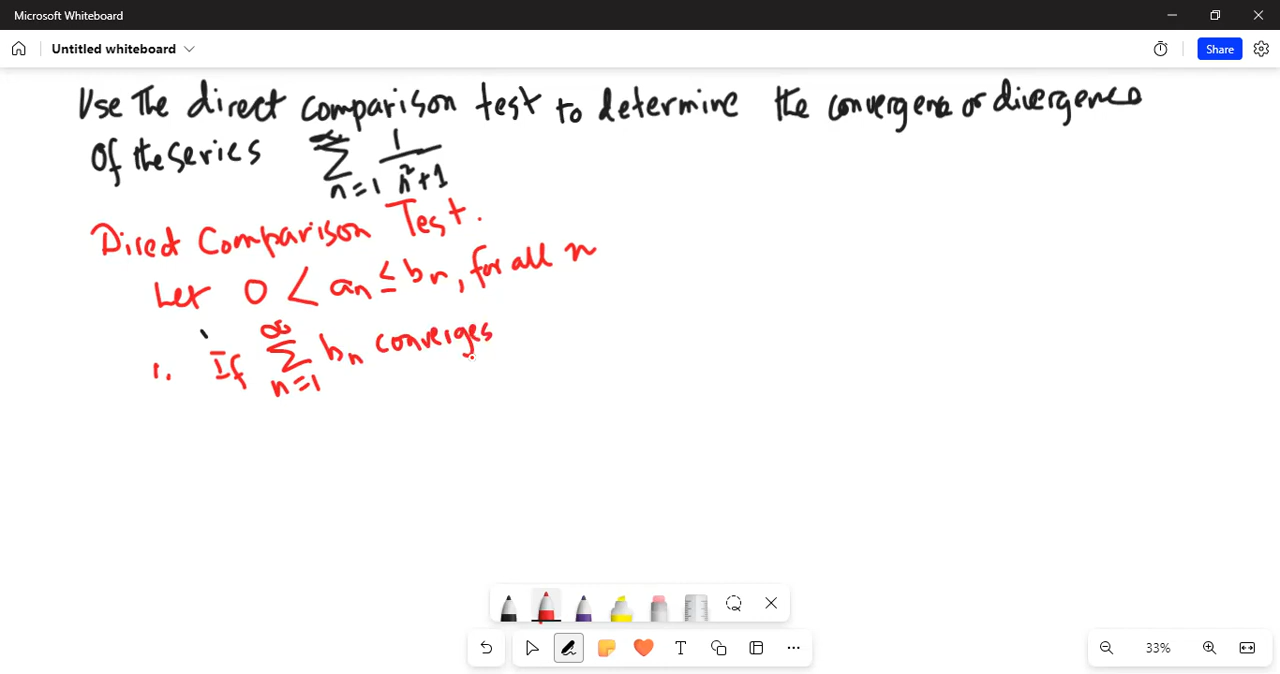 Microsoft Whiteboard
Untitled whiteboard
Share
Use The direct comparison test to determine the convergence or divergence
Of the series ∞ Σ n=1 1/(n²+1)
Direct Comparison Test.
Let 0 < an ≤ bn, for all n
1. If ∞ Σ n=1 bn converges
33%